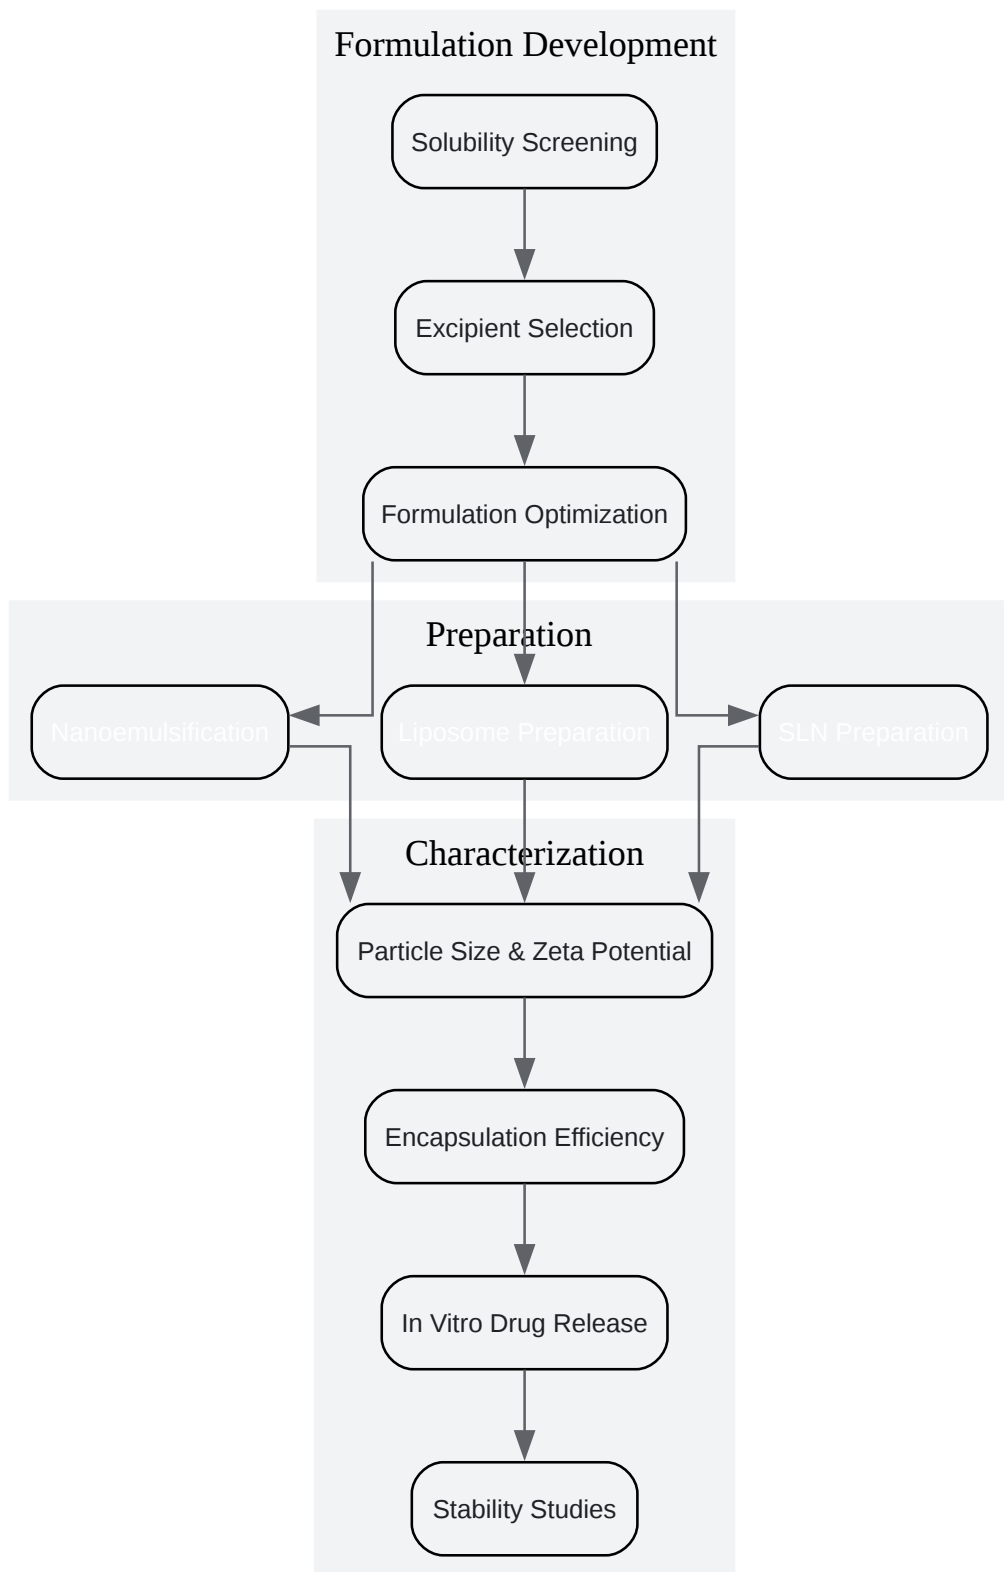 Formulation Development
Solubility Screening
Excipient Selection
Formulation Optimization
Preparation
Nanoemulsification
Liposome Preparation
SLN Preparation
Characterization
Particle Size & Zeta Potential
Encapsulation Efficiency
In Vitro Drug Release
Stability Studies